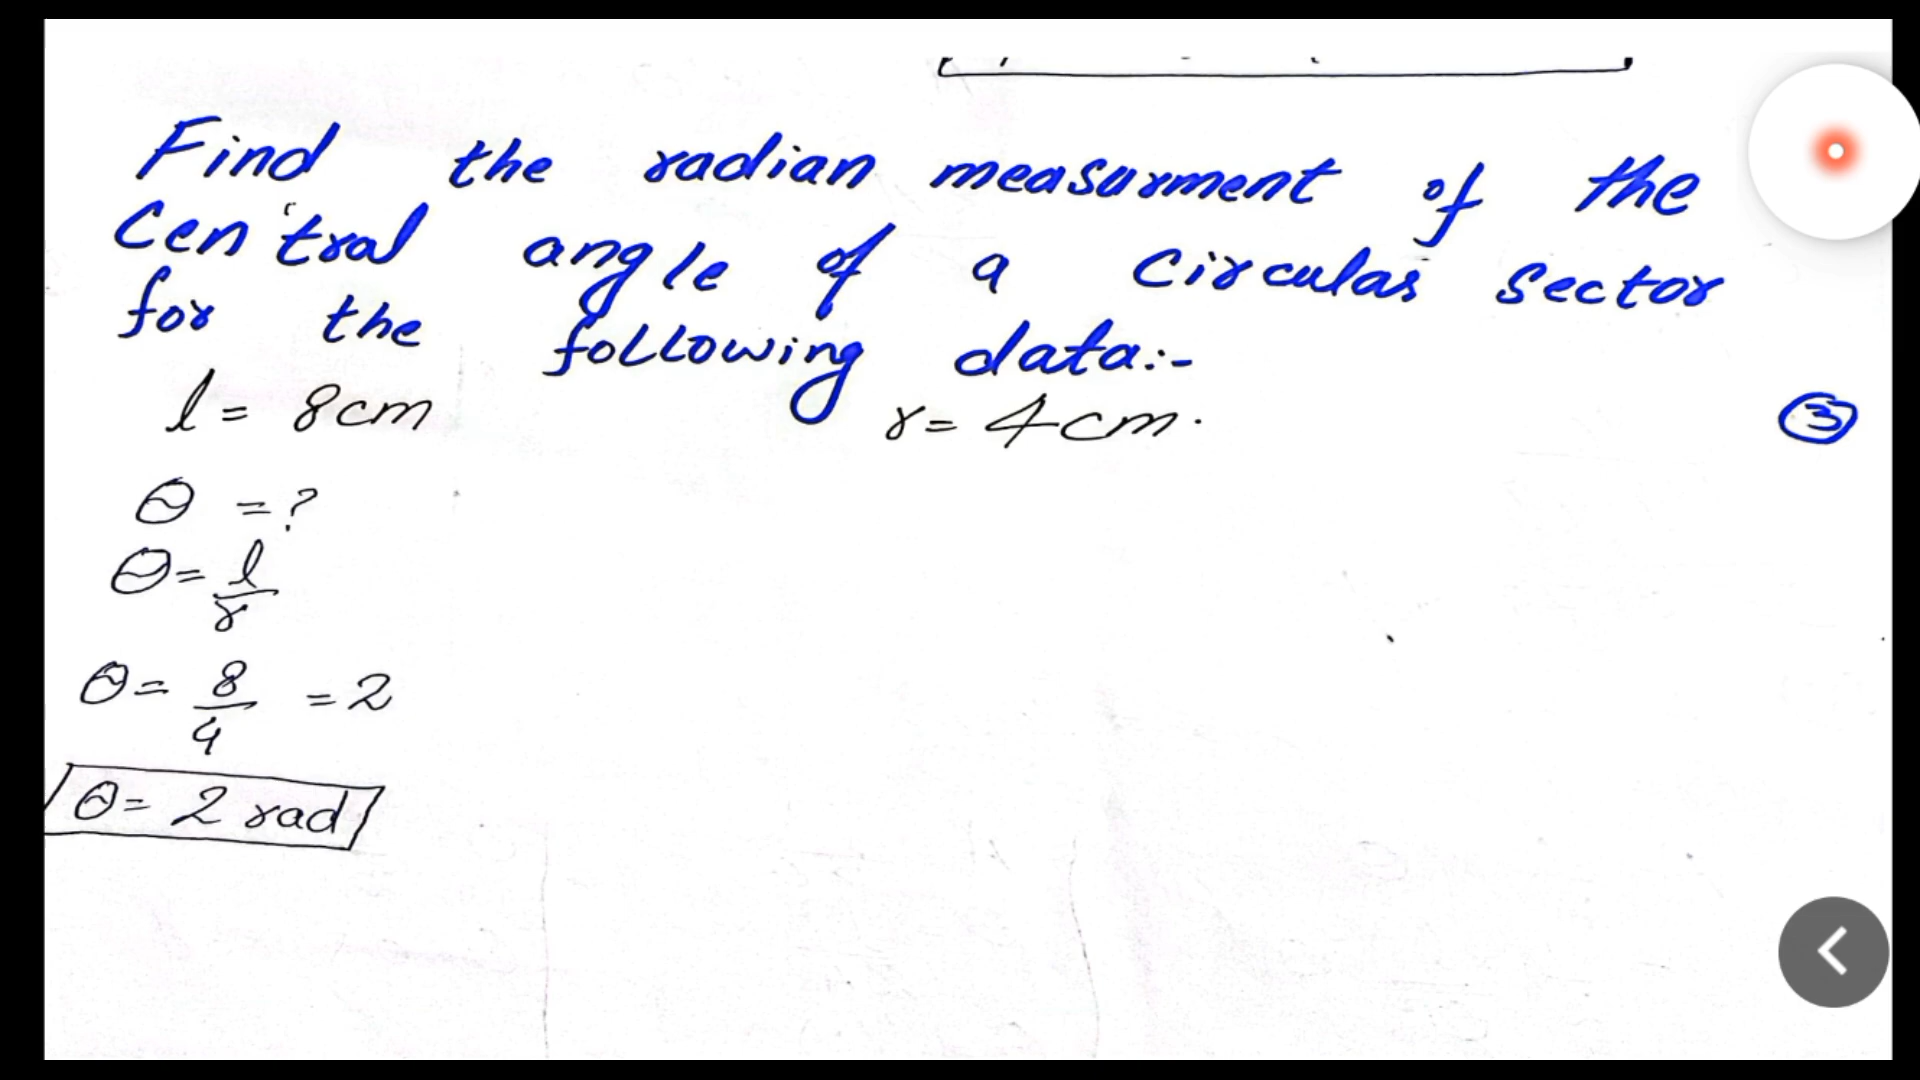 Find the radian measurment of the
Central angle of a Circular Sector
for the following data:-
l = 8cm r = 4cm.
3
θ = ?
θ = l/r
θ = 8/4 = 2
θ = 2 rad